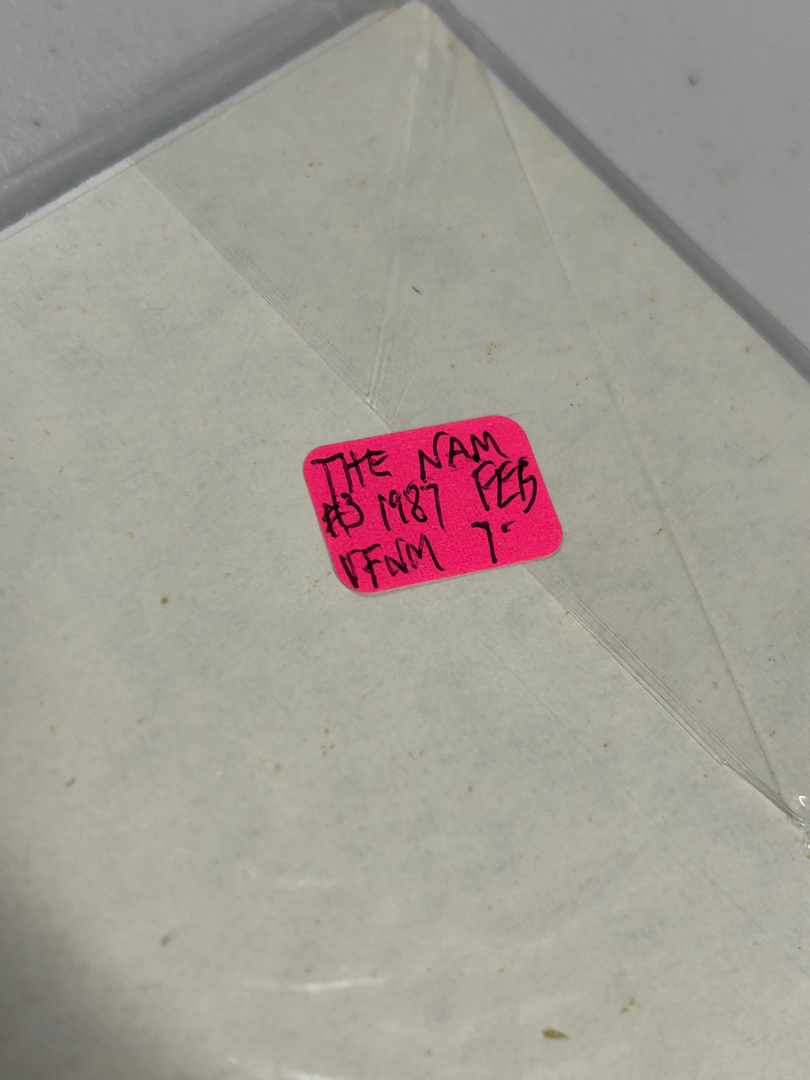 THE NAM
#3 1987 FEB
VFNM 7-